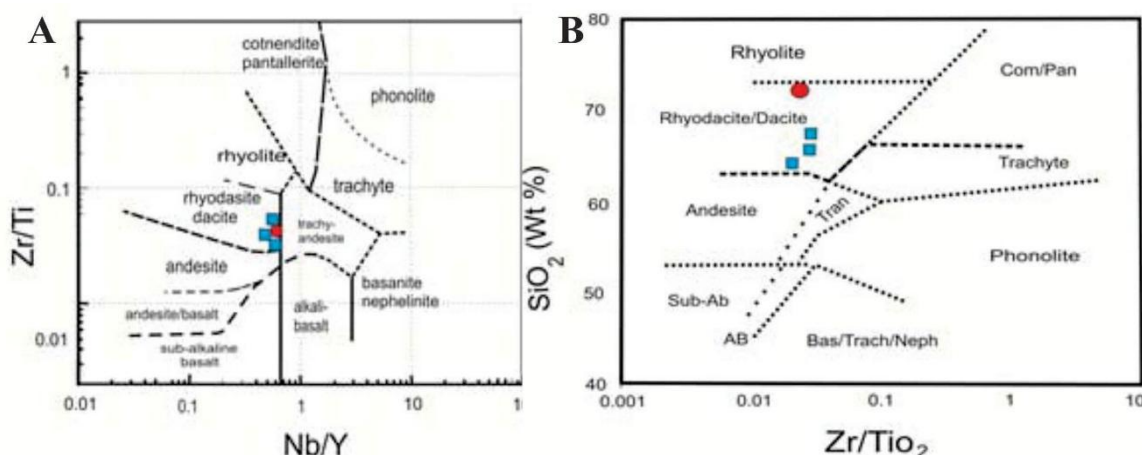 A
cotnendite
pantallerite
1
phonolite
rhyolite
trachyte
0.1
rhyodasite
dacite
trachy-
andesite
andesite
basanite
nephelinite
andesite/basalt
alkali-
basalt
0.01
sub-alkaline
basalt
Zr/Ti
0.01
0.1
1
10
Nb/Y
B
80
Rhyolite
Com/Pan
70
Rhyodacite/Dacite
Trachyte
60
Andesite
Tran
Phonolite
50
Sub-Ab
AB
Bas/Trach/Neph
40
SiO2 (Wt %)
0.001
0.01
0.1
1
10
Zr/Tio2